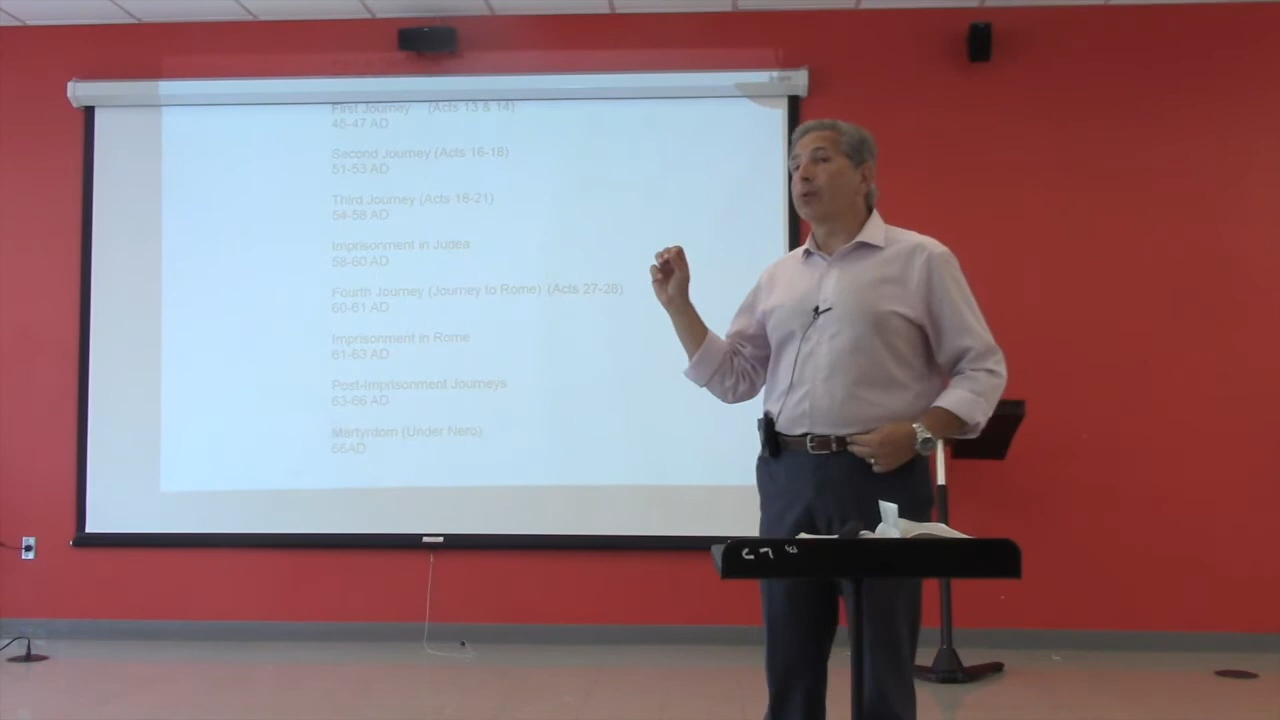 First Journey (Acts 13 & 14)
45-47 AD
Second Journey (Acts 16-18)
51-53 AD
Third Journey (Acts 18-21)
54-58 AD
Imprisonment in Judea
58-60 AD
Fourth Journey (Journey to Rome) (Acts 27-28)
60-61 AD
Imprisonment in Rome
61-63 AD
Post-Imprisonment Journeys
63-66 AD
Martyrdom (Under Nero)
66AD